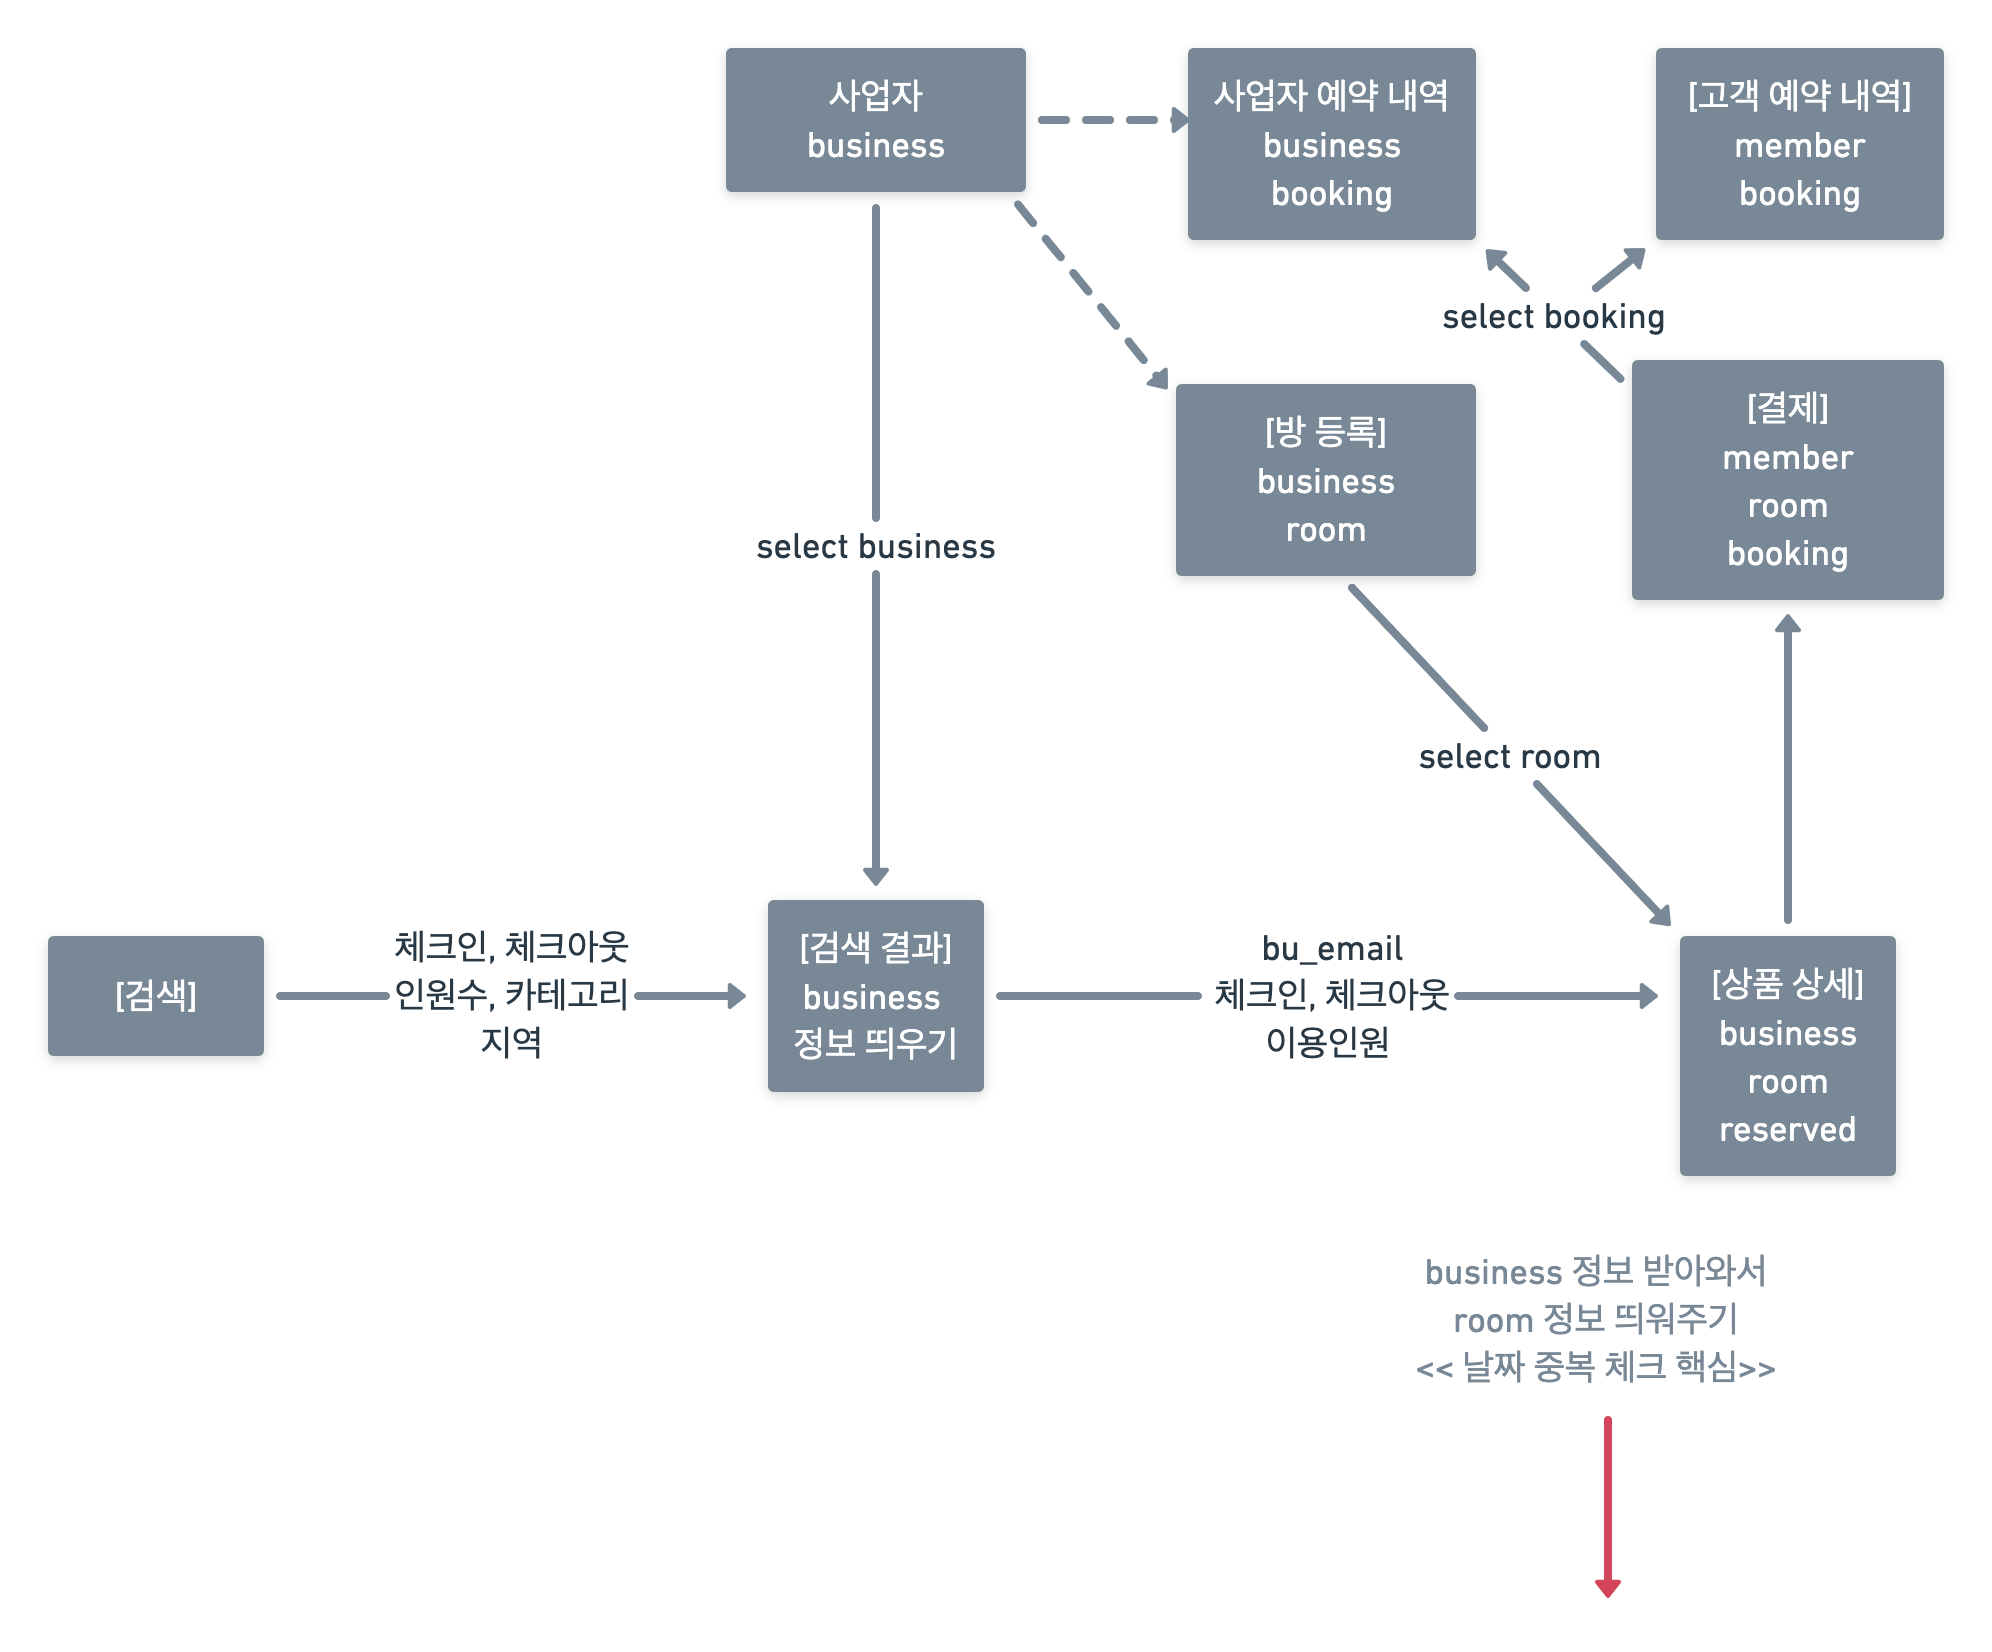 사업자
business
사업자 예약 내역
business
booking
[고객 예약 내역]
member
booking
select booking
[방 등록]
business
room
[결제]
member
room
booking
select business
select room
[검색]
체크인, 체크아웃
인원수, 카테고리
지역
[검색 결과]
business
정보 띄우기
bu_email
체크인, 체크아웃
이용인원
[상품 상세]
business
room
reserved
business 정보 받아와서
room 정보 띄워주기
<< 날짜 중복 체크 핵심>>